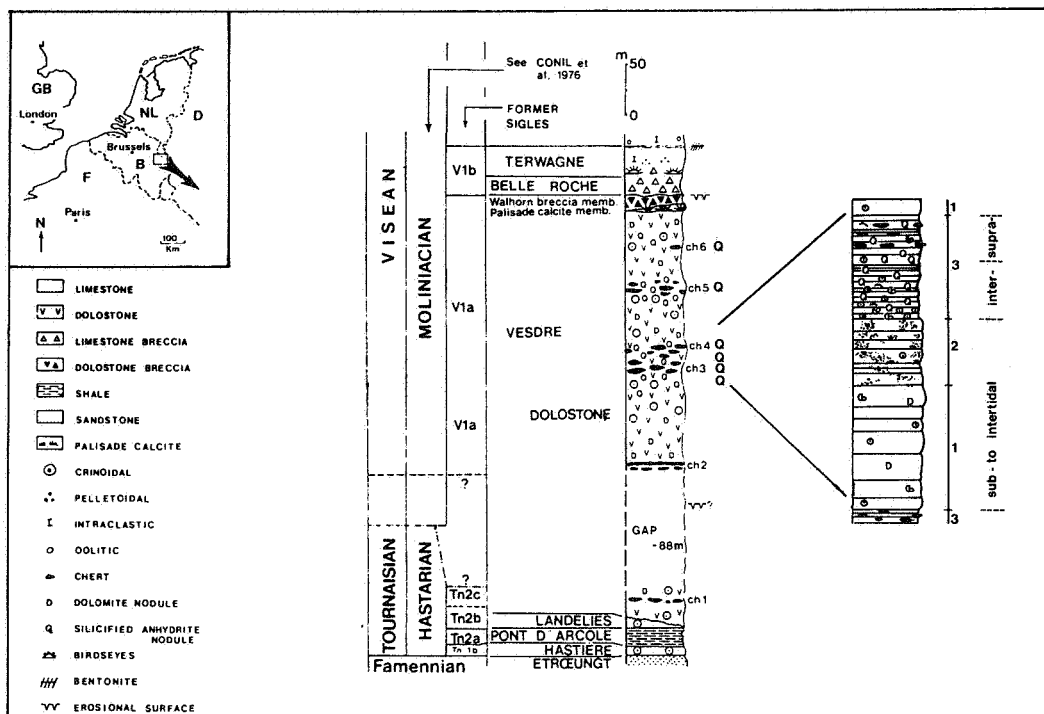 GB
London
NL
D
Brussels
B
F
Paris
N
100
Km
LIMESTONE
DOLOSTONE
LIMESTONE BRECCIA
DOLOSTONE BRECCIA
SHALE
SANDSTONE
PALISADE CALCITE
CRINOIDAL
PELLETOIDAL
INTRACLASTIC
OOLITIC
CHERT
DOLOMITE NODULE
SILICIFIED ANHYDRITE
NODULE
BIRDSEYES
BENTONITE
EROSIONAL SURFACE
See CONIL et
al. 1976
FORMER
SIGLES
m
50
0
VISEAN
MOLINIACIAN
V1b
V1a
V1a
?
TOURNAISIAN
HASTARIAN
?
Tn2c
Tn2b
Tn2a
Tn 1b
Famennian
TERWAGNE
BELLE ROCHE
Walhorn breccia memb.
Palisade calcite memb.
VESDRE
DOLOSTONE
LANDELIES
PONT D'ARCOLE
HASTIERE
ETRŒUNGT
ch6 Q
ch5 Q
ch4 Q
Q
ch3 Q
Q
ch2
?
GAP
-88m
ch1
1
3
2
1
3
supra-
inter-
sub- to intertidal